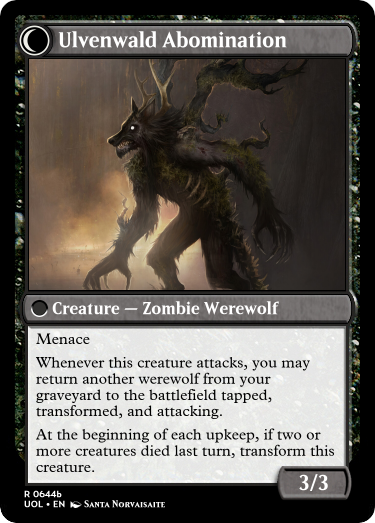 Ulvenwald Abomination
Creature — Zombie Werewolf
Menace
Whenever this creature attacks, you may
return another werewolf from your
graveyard to the battlefield tapped,
transformed, and attacking.
At the beginning of each upkeep, if two or
more creatures died last turn, transform this
creature.
3/3
R 0644b
UOL • EN Santa Norvaisaite